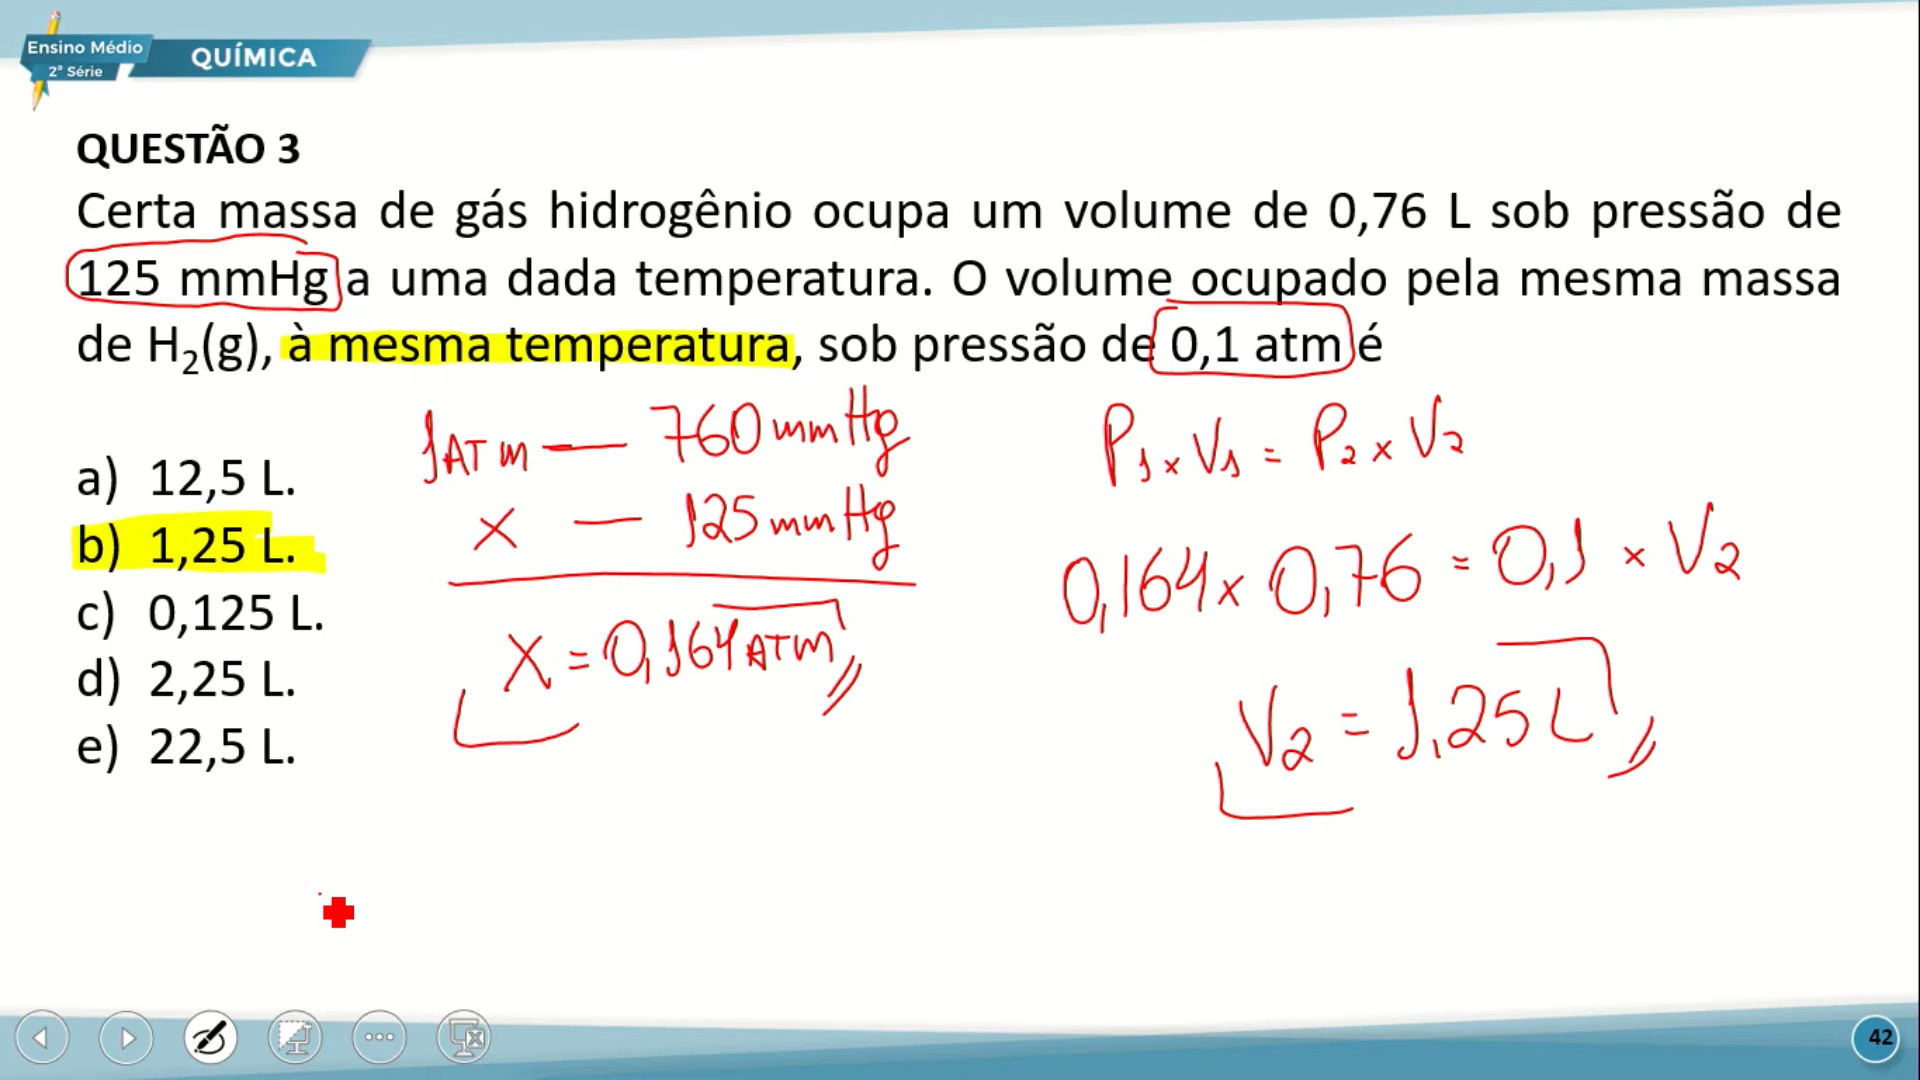 Ensino Médio
2ª Série
QUÍMICA
QUESTÃO 3
Certa massa de gás hidrogênio ocupa um volume de 0,76 L sob pressão de
125 mmHg a uma dada temperatura. O volume ocupado pela mesma massa
de H₂(g), à mesma temperatura, sob pressão de 0,1 atm é
a) 12,5 L.
b) 1,25 L.
c) 0,125 L.
d) 2,25 L.
e) 22,5 L.
1 ATM — 760 mmHg
X — 125 mmHg
X = 0,164 ATM
P₁ × V₁ = P₂ × V₂
0,164 × 0,76 = 0,1 × V₂
V₂ = 1,25 L
42